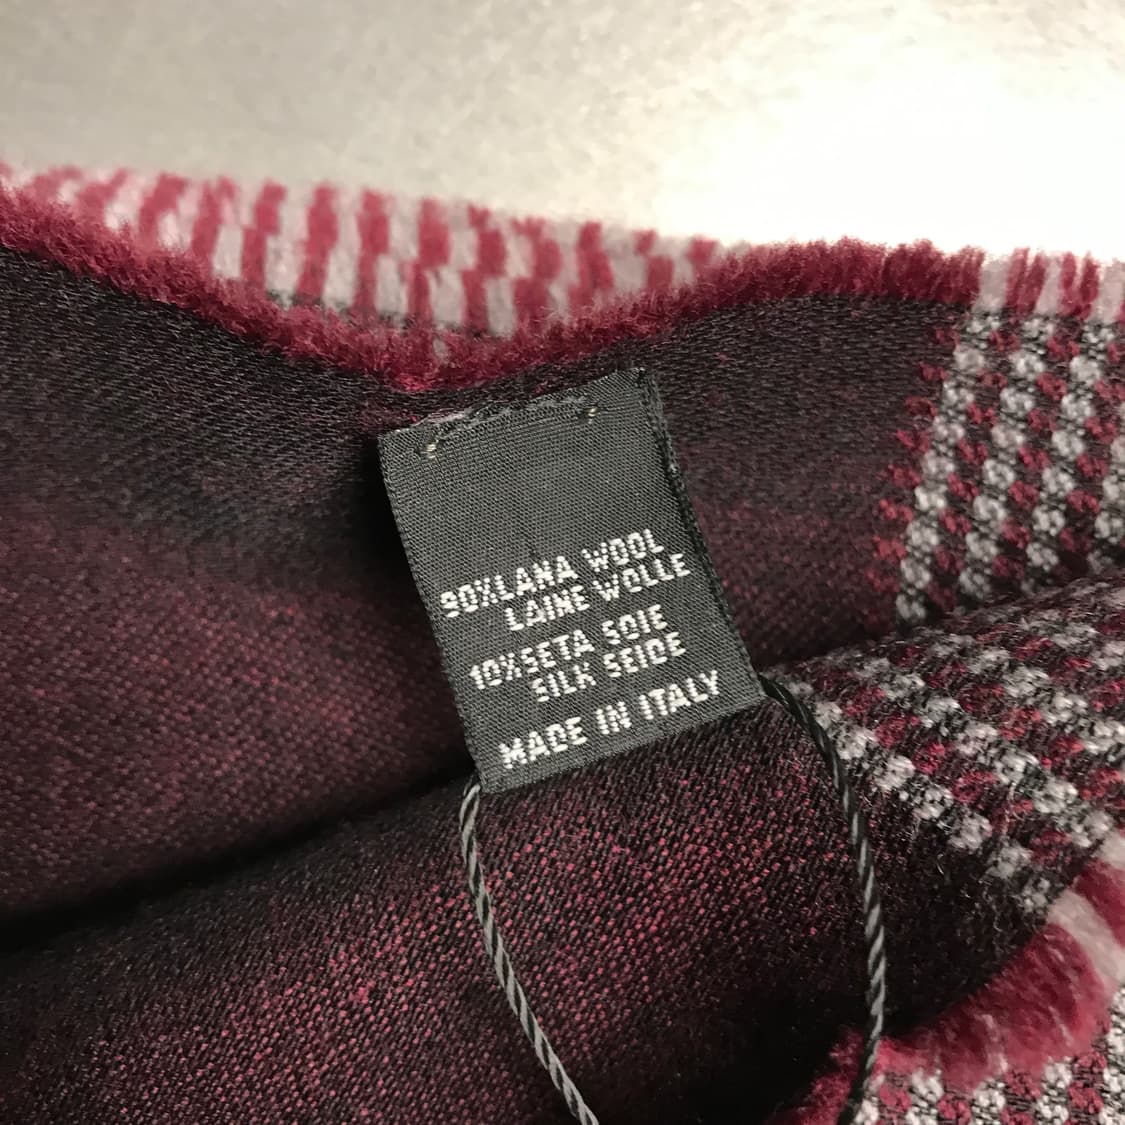 90%LANA WOOL
LAINE WOLLE
10%SETA SOIE
SILK SEIDE
MADE IN ITALY